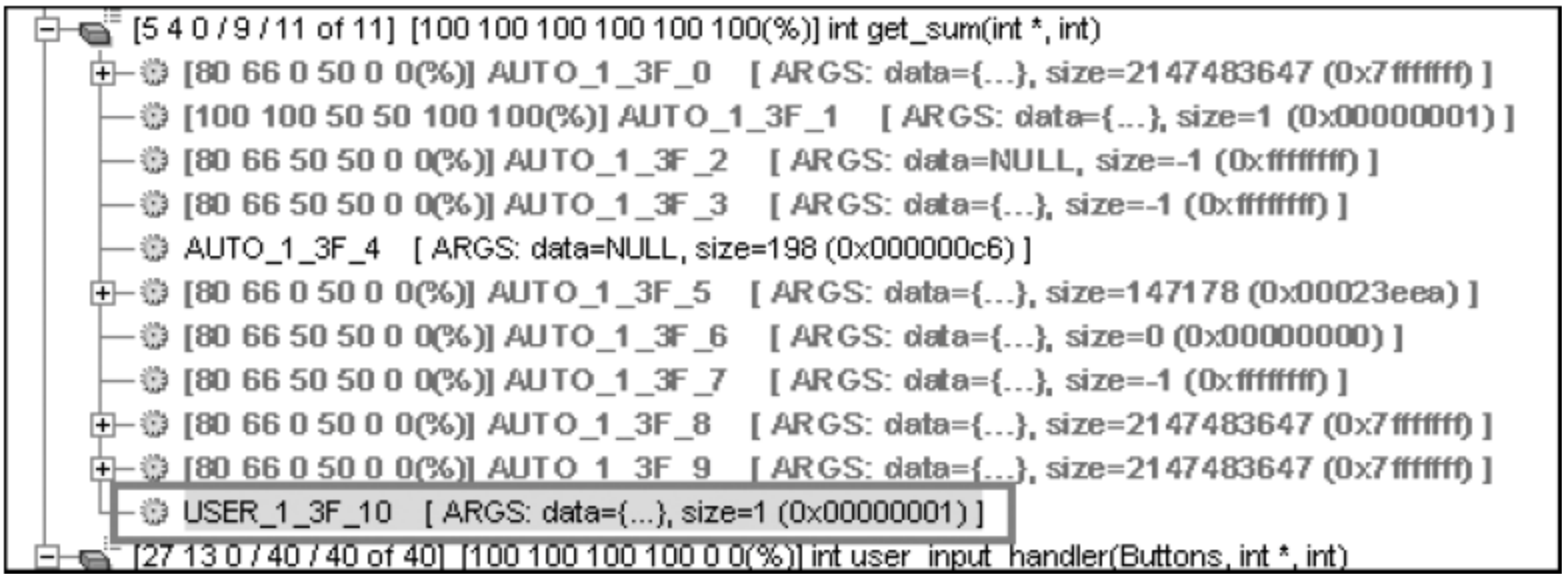 [5 4 0 / 9 / 11 of 11] [100 100 100 100 100 100(%)] int get_sum(int *, int)
[80 66 0 50 0 0(%)] AUTO_1_3F_0 [ ARGS: data={...}, size=2147483647 (0x7fffffff) ]
[100 100 50 50 100 100(%)] AUTO_1_3F_1 [ ARGS: data={...}, size=1 (0x00000001) ]
[80 66 50 50 0 0(%)] AUTO_1_3F_2 [ ARGS: data=NULL, size=-1 (0xffffffff) ]
[80 66 50 50 0 0(%)] AUTO_1_3F_3 [ ARGS: data={...}, size=-1 (0xffffffff) ]
AUTO_1_3F_4 [ ARGS: data=NULL, size=198 (0x000000c6) ]
[80 66 0 50 0 0(%)] AUTO_1_3F_5 [ ARGS: data={...}, size=147178 (0x00023eea) ]
[80 66 50 50 0 0(%)] AUTO_1_3F_6 [ ARGS: data={...}, size=0 (0x00000000) ]
[80 66 50 50 0 0(%)] AUTO_1_3F_7 [ ARGS: data={...}, size=-1 (0xffffffff) ]
[80 66 0 50 0 0(%)] AUTO_1_3F_8 [ ARGS: data={...}, size=2147483647 (0x7fffffff) ]
[80 66 0 50 0 0(%)] AUTO_1_3F_9 [ ARGS: data={...}, size=2147483647 (0x7fffffff) ]
USER_1_3F_10 [ ARGS: data={...}, size=1 (0x00000001) ]
[27 13 0 / 40 / 40 of 40] [100 100 100 100 0 0(%)] int user_input_handler(Buttons, int *, int)